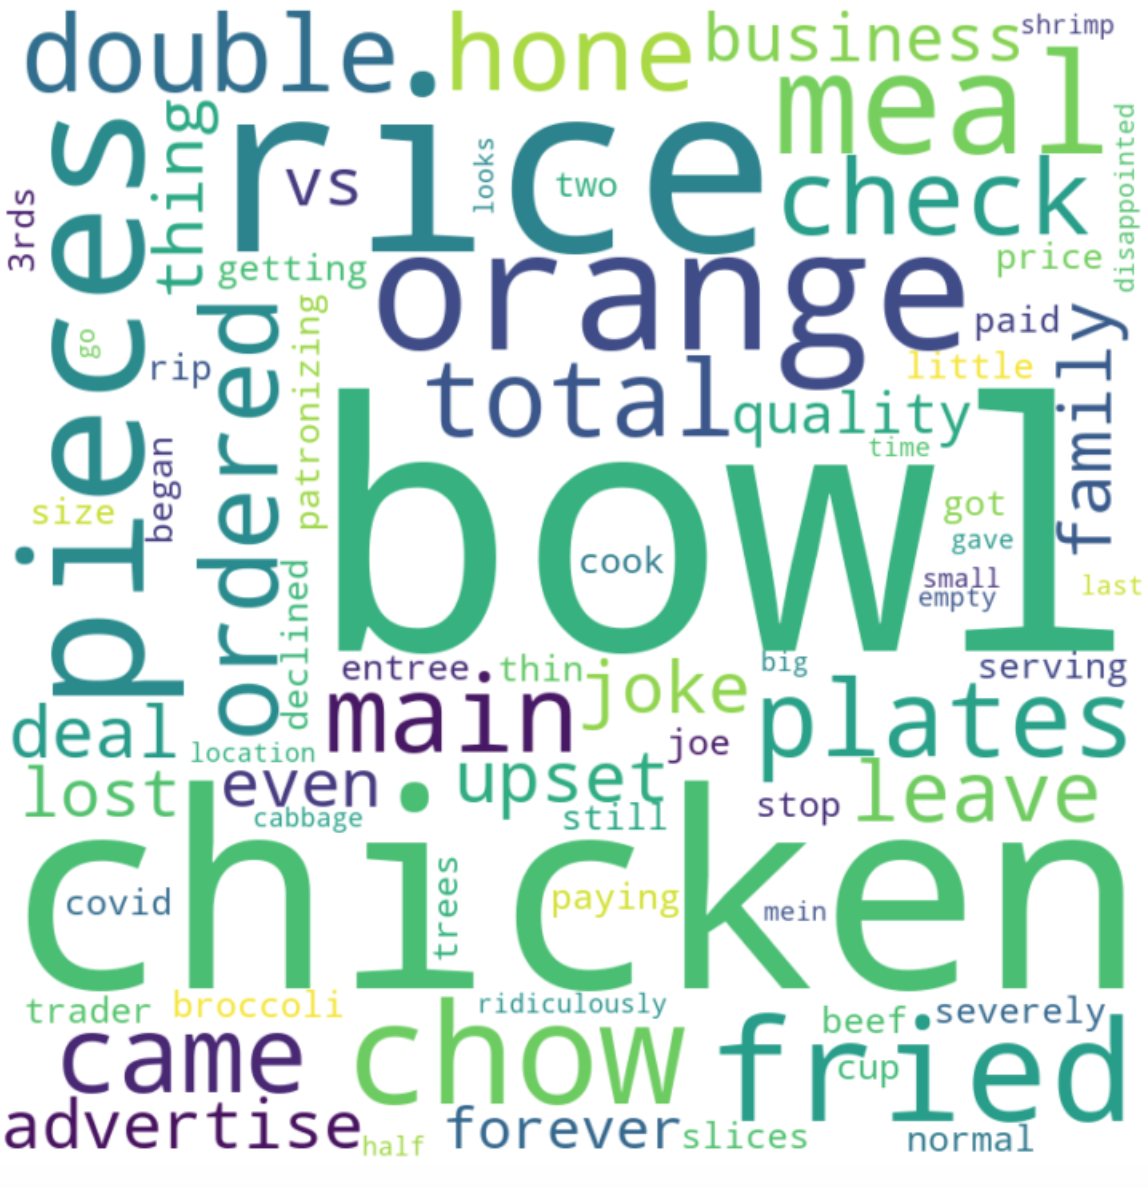 double.
hone
business
shrimp
meal
pieces
thing
rice
vs
looks
two
check
disappointed
3rds
getting
orange
price
paid
go
rip
ordered
patronizing
total
little
quality
time
family
size
began
bowl
cook
got
gave
small
empty
last
declined
entree
thin
big
serving
main
joke
plates
deal
location
joe
lost
even
upset
stop
leave
cabbage
still
chicken
covid
trees
paying
mein
trader
broccoli
ridiculously
beef
severely
came
chow
fried
cup
advertise
half
forever
slices
normal